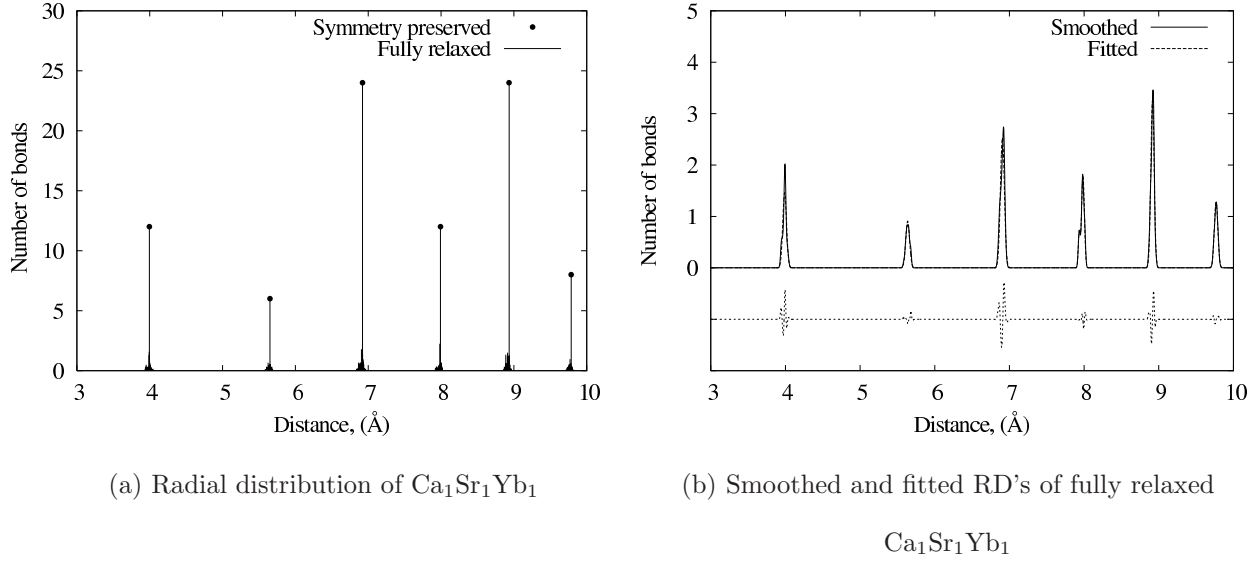 30
25
20
15
10
5
0
3 4 5 6 7 8 9 10
Number of bonds
Distance, (Å)
Symmetry preserved
Fully relaxed
(a) Radial distribution of Ca₁Sr₁Yb₁
5
4
3
2
1
0
3 4 5 6 7 8 9 10
Number of bonds
Distance, (Å)
Smoothed
Fitted
(b) Smoothed and fitted RD's of fully relaxed
Ca₁Sr₁Yb₁